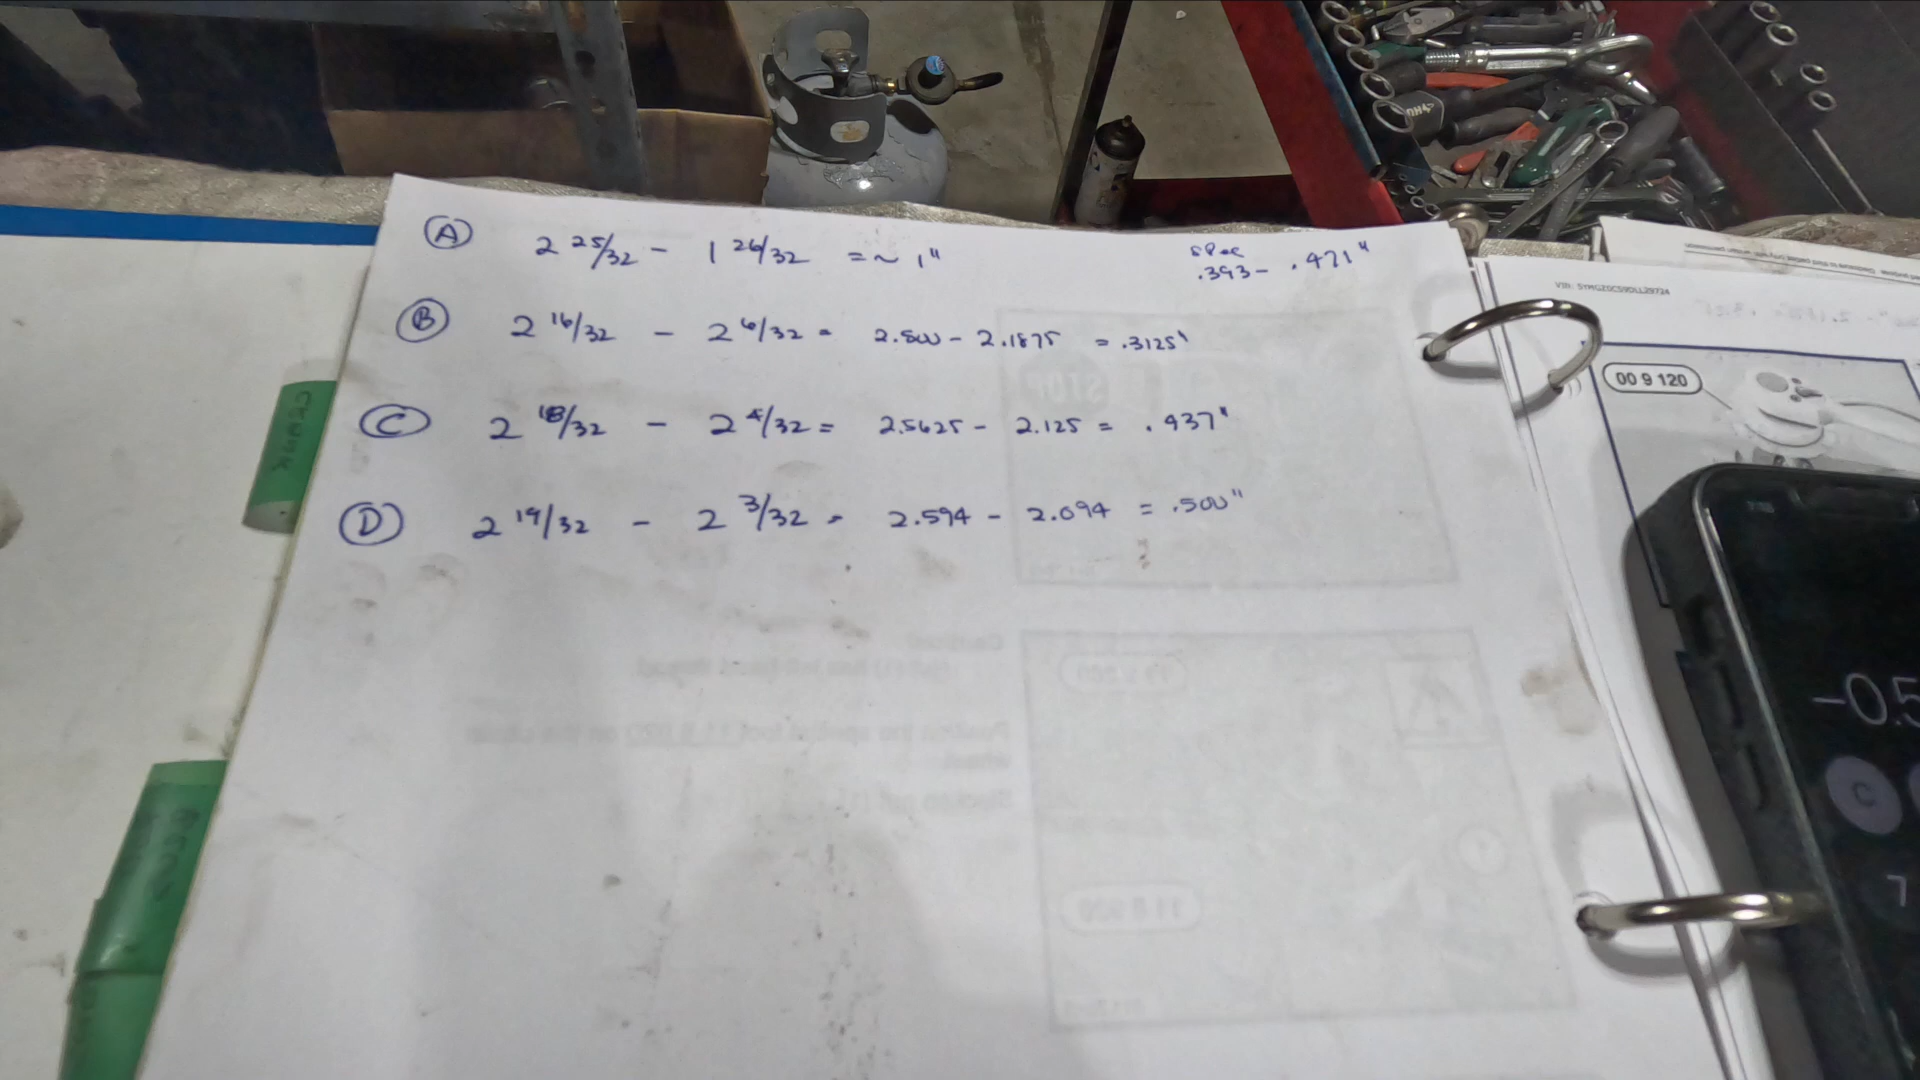 Ⓐ 2 25/32 - 1 26/32 = ~ 1"
spec
.393 - .471"
Ⓑ 2 16/32 - 2 6/32 = 2.500 - 2.1875 = .3125"
Ⓒ 2 18/32 - 2 4/32 = 2.5625 - 2.125 = .437"
Ⓓ 2 19/32 - 2 3/32 = 2.594 - 2.094 = .500"
00 9 120
-0.5
C
7